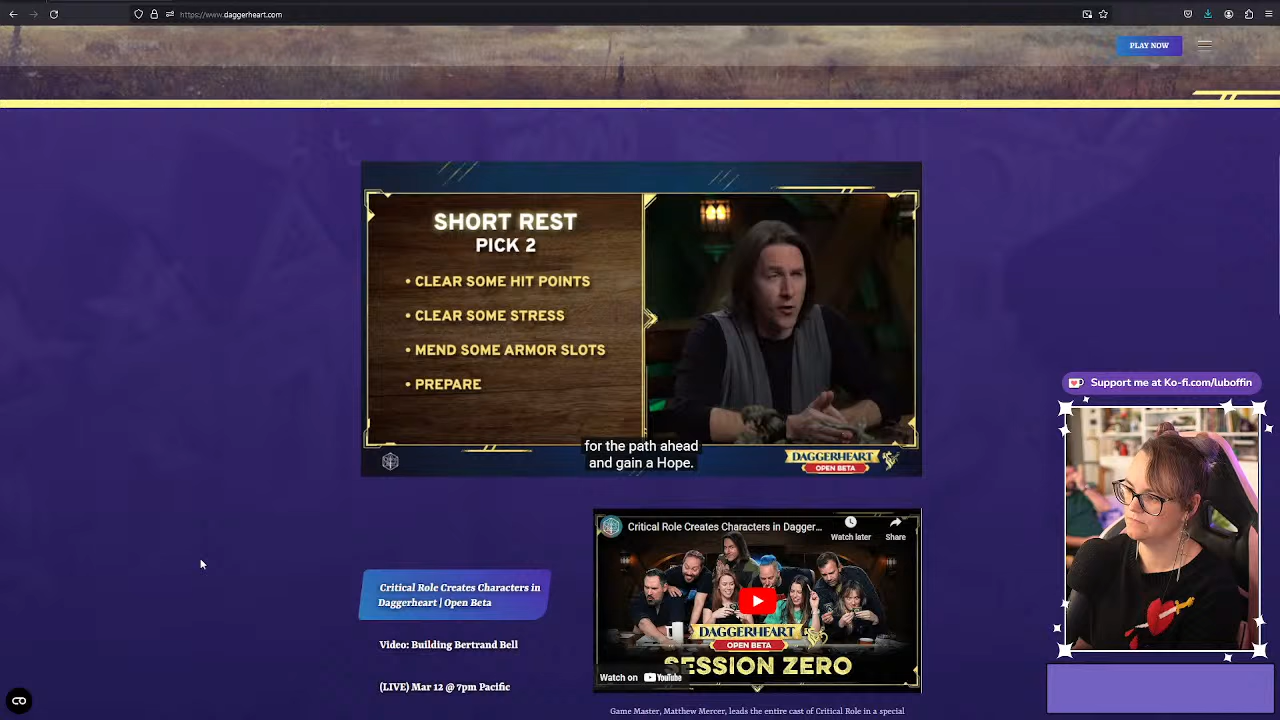 https://www.daggerheart.com
PLAY NOW
SHORT REST
PICK 2
• CLEAR SOME HIT POINTS
• CLEAR SOME STRESS
• MEND SOME ARMOR SLOTS
• PREPARE
for the path ahead
and gain a Hope.
DAGGERHEART
OPEN BETA
Support me at Ko-fi.com/luboffin
Critical Role Creates Characters in Dagger...
Watch later
Share
Critical Role Creates Characters in
Daggerheart | Open Beta
DAGGERHEART
OPEN BETA
SESSION ZERO
Video: Building Bertrand Bell
Watch on YouTube
(LIVE) Mar 12 @ 7pm Pacific
Game Master, Matthew Mercer, leads the entire cast of Critical Role in a special